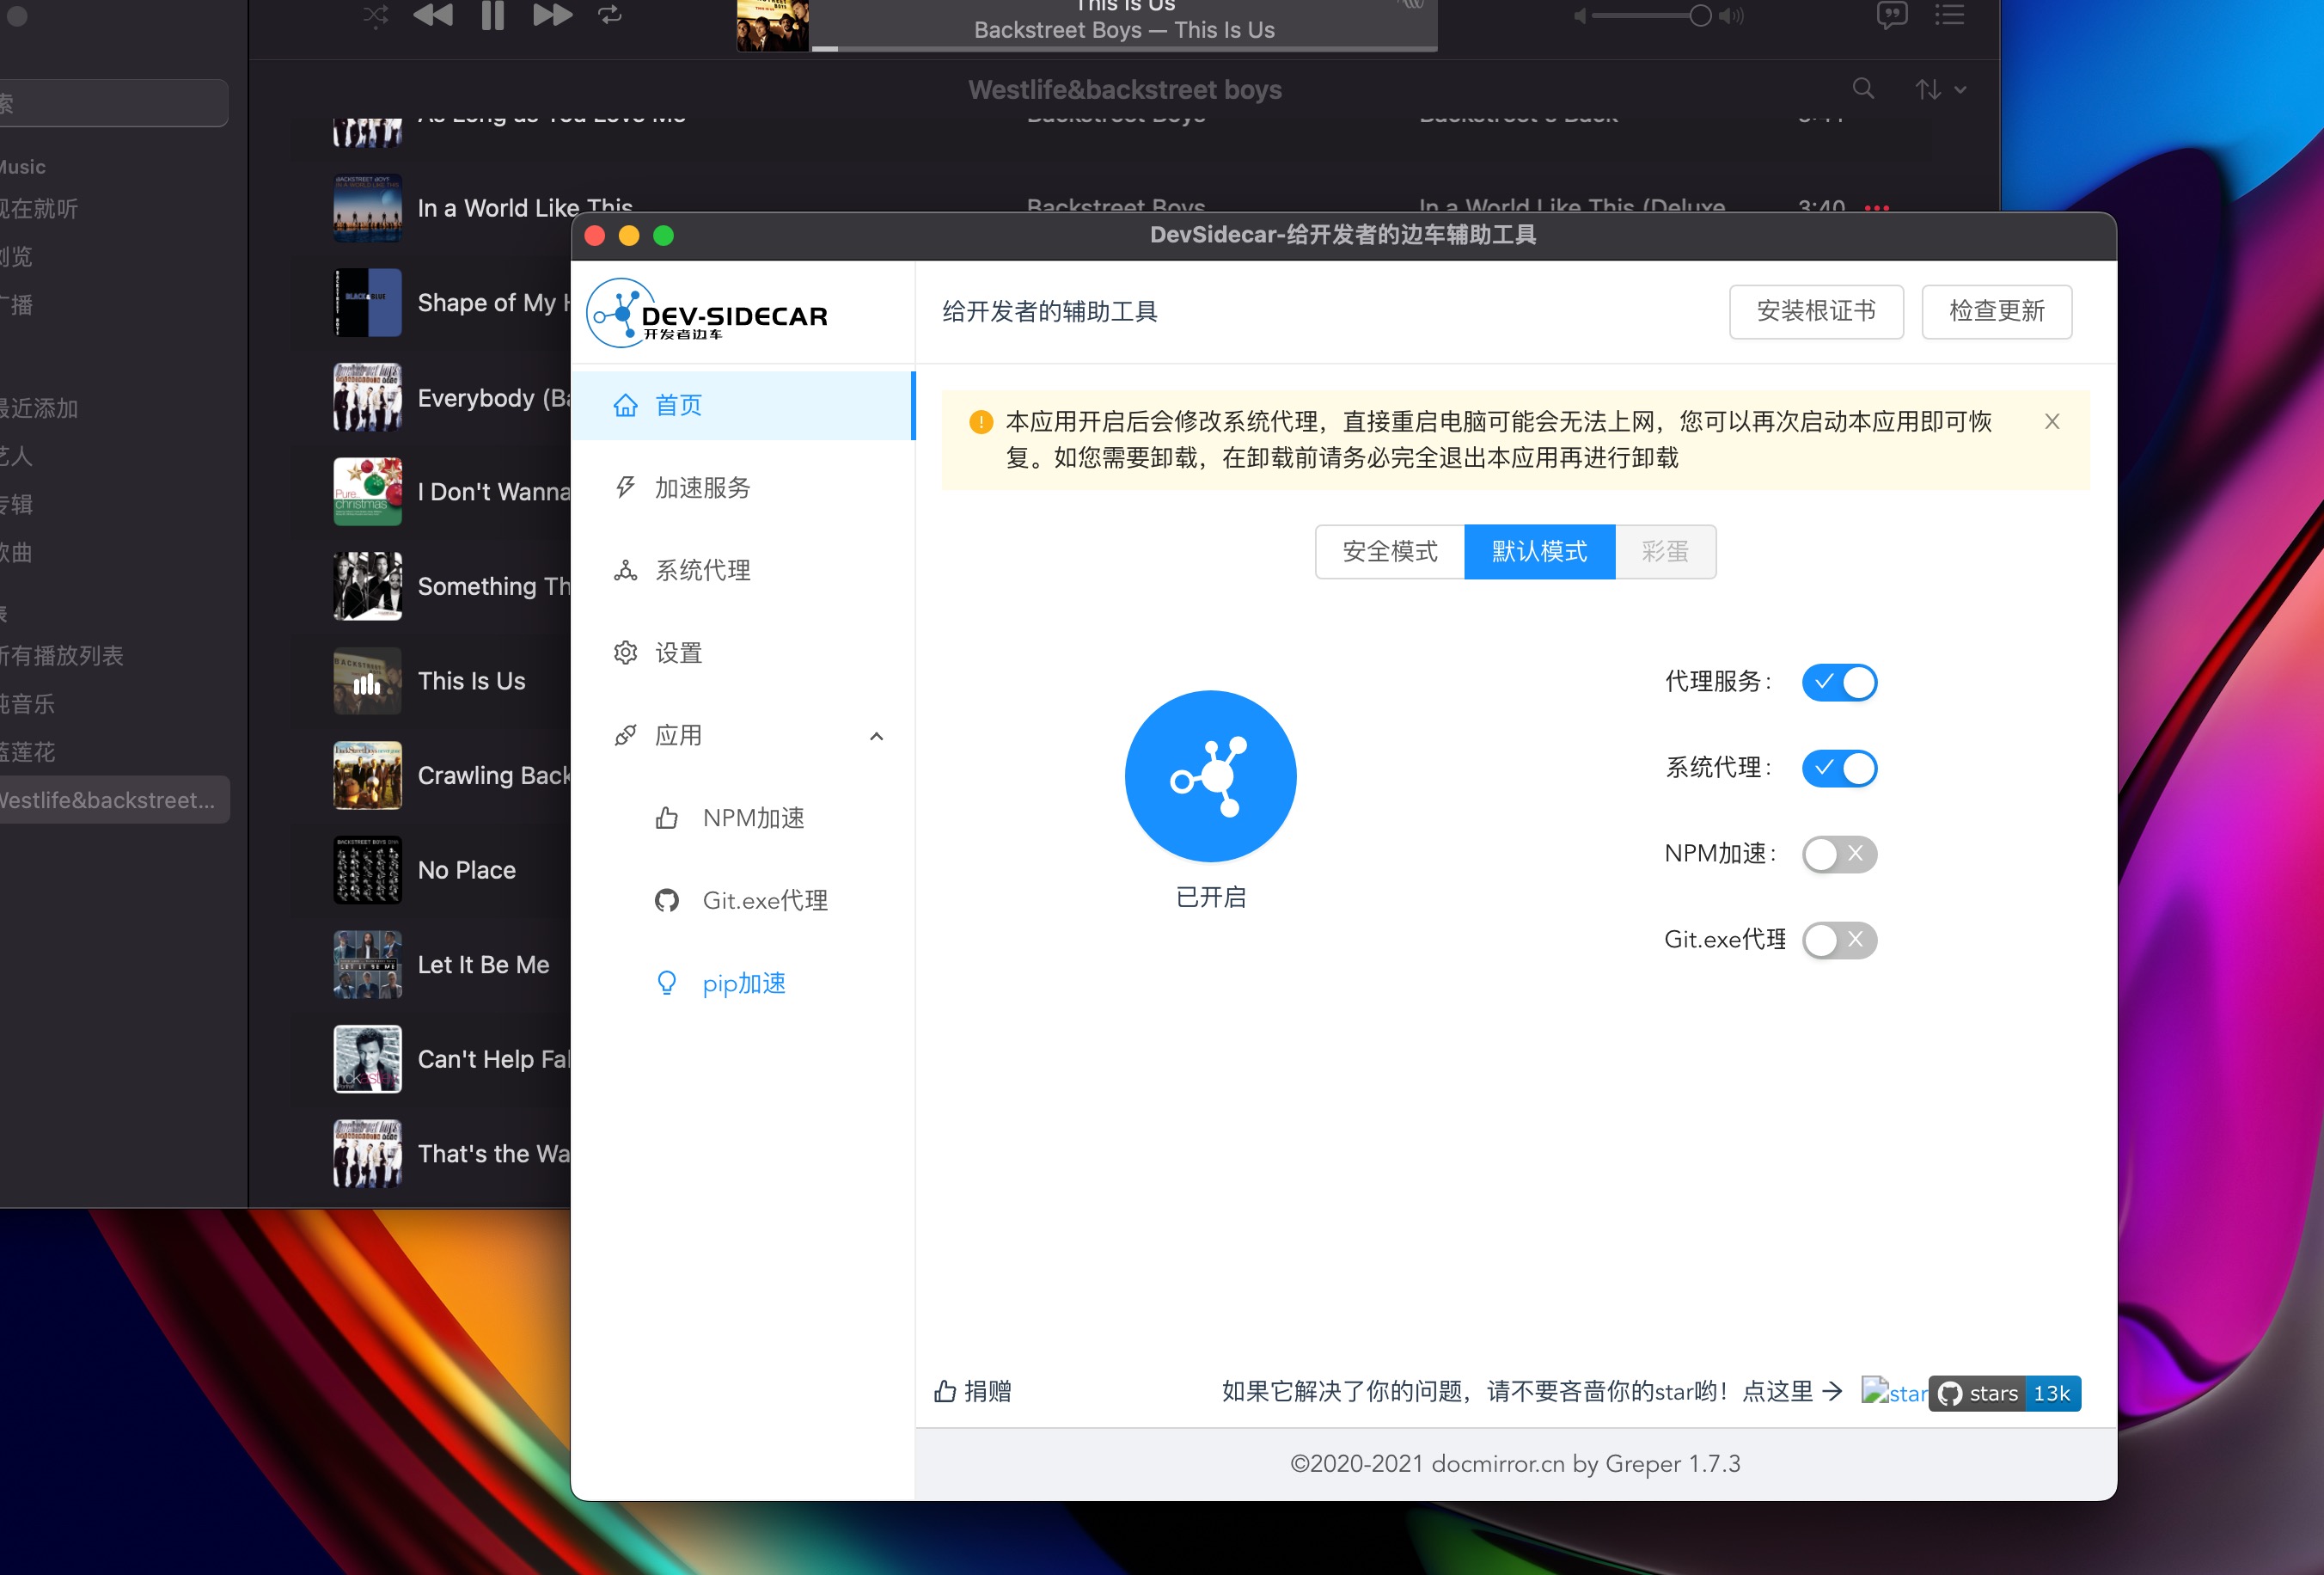 This Is Us
Backstreet Boys — This Is Us
索
Music
现在就听
浏览
广播
最近添加
艺人
专辑
歌曲
所有播放列表
纯音乐
蓝莲花
Westlife&backstreet...
Westlife&backstreet boys
As Long as You Love Me Backstreet Boys Backstreet's Back
In a World Like This Backstreet Boys In a World Like This (Deluxe 3:40
Shape of My H
Everybody (Ba
I Don't Wanna
Something Th
This Is Us
Crawling Back
No Place
Let It Be Me
Can't Help Fal
That's the Wa
DevSidecar-给开发者的边车辅助工具
DEV-SIDECAR
开发者边车
首页
加速服务
系统代理
设置
应用
NPM加速
Git.exe代理
pip加速
给开发者的辅助工具
安装根证书
检查更新
本应用开启后会修改系统代理，直接重启电脑可能会无法上网，您可以再次启动本应用即可恢
复。如您需要卸载，在卸载前请务必完全退出本应用再进行卸载
安全模式 默认模式 彩蛋
已开启
代理服务：
系统代理：
NPM加速：
Git.exe代理
捐赠
如果它解决了你的问题，请不要吝啬你的star哟！点这里
star
stars 13k
©2020-2021 docmirror.cn by Greper 1.7.3